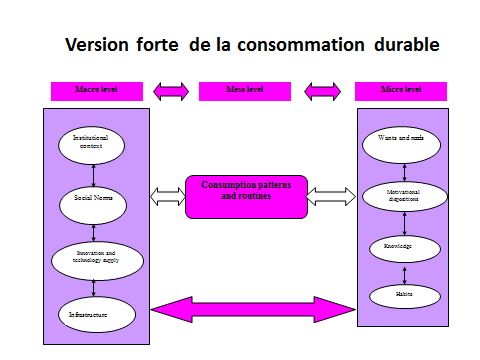 Version forte de la consommation durable
Macro level
Meso level
Micro level
Institutional
context
Social Norms
Innovation and
technology supply
Infrastructure
Consumption patterns
and routines
Wants and needs
Motivational
dispositions
Knowledge
Habits